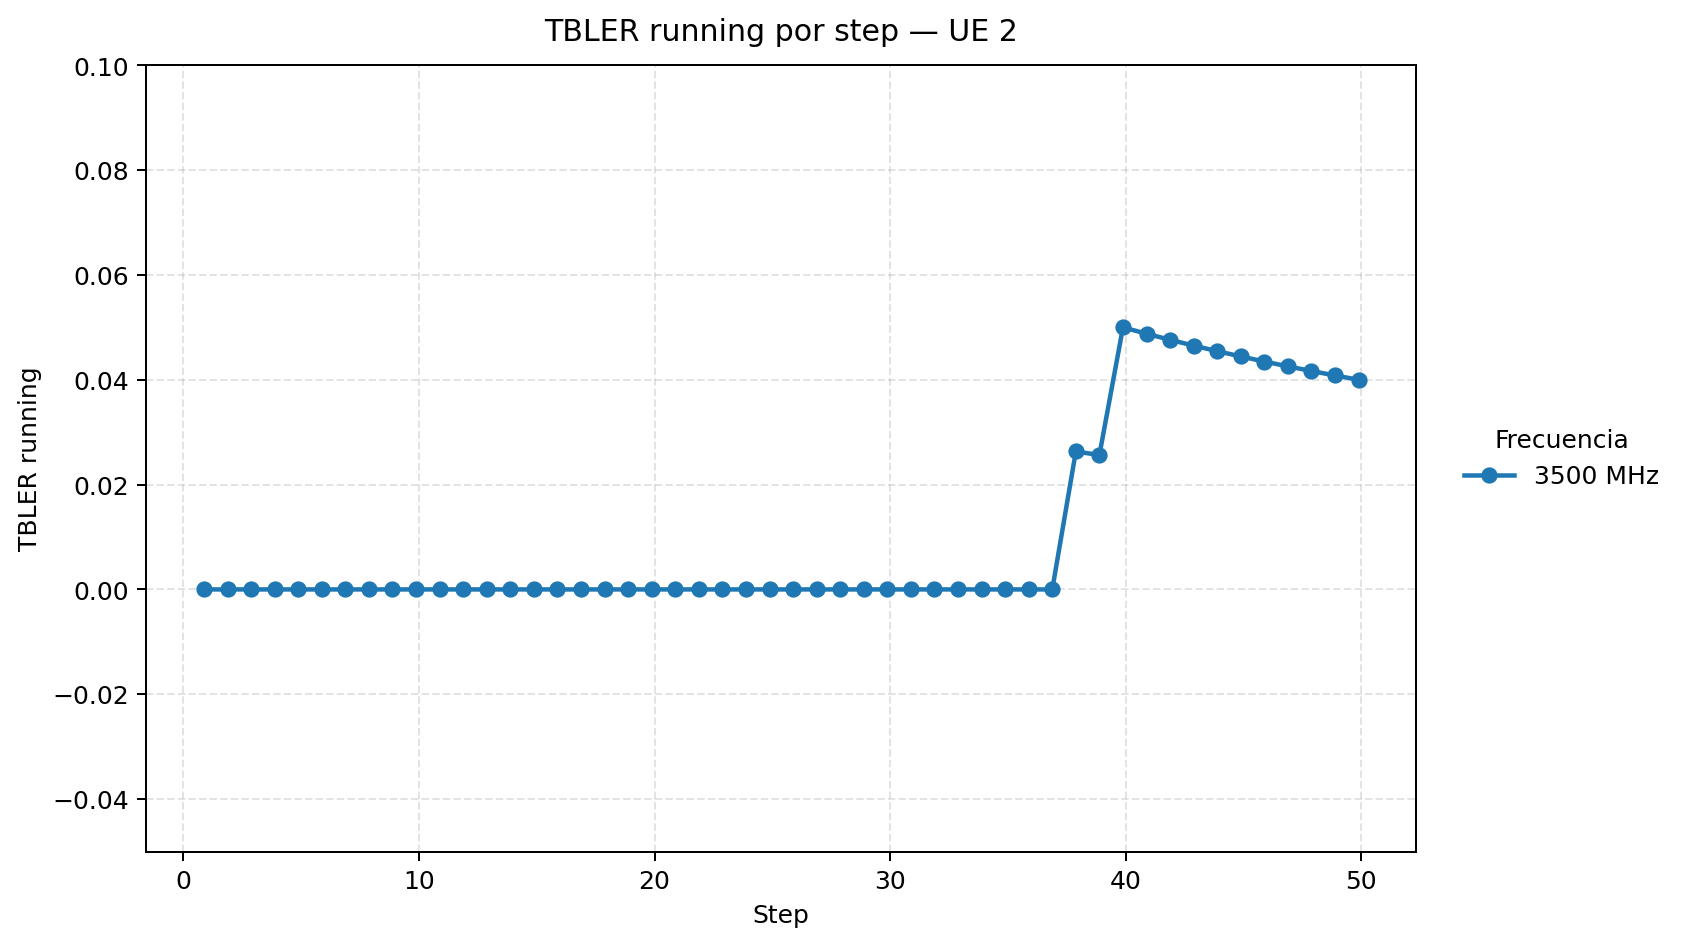 TBLER running por step — UE 2
0.10
0.08
0.06
0.04
0.02
0.00
−0.02
−0.04
TBLER running
0 10 20 30 40 50
Step
Frecuencia
3500 MHz